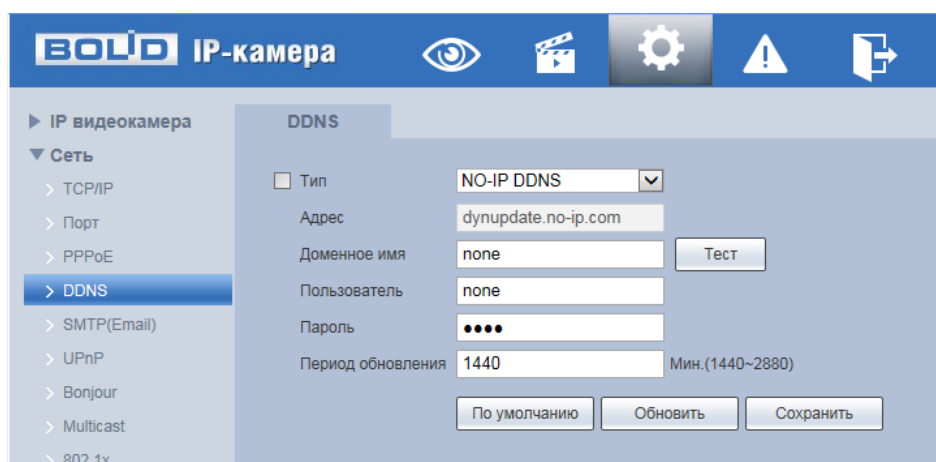 BOLID IP-камера
IP видеокамера
Сеть
TCP/IP
Порт
PPPoE
DDNS
SMTP(Email)
UPnP
Bonjour
Multicast
802.1x
DDNS
Тип NO-IP DDNS
Адрес dynupdate.no-ip.com
Доменное имя none Тест
Пользователь none
Пароль ●●●●
Период обновления 1440 Мин.(1440~2880)
По умолчанию Обновить Сохранить